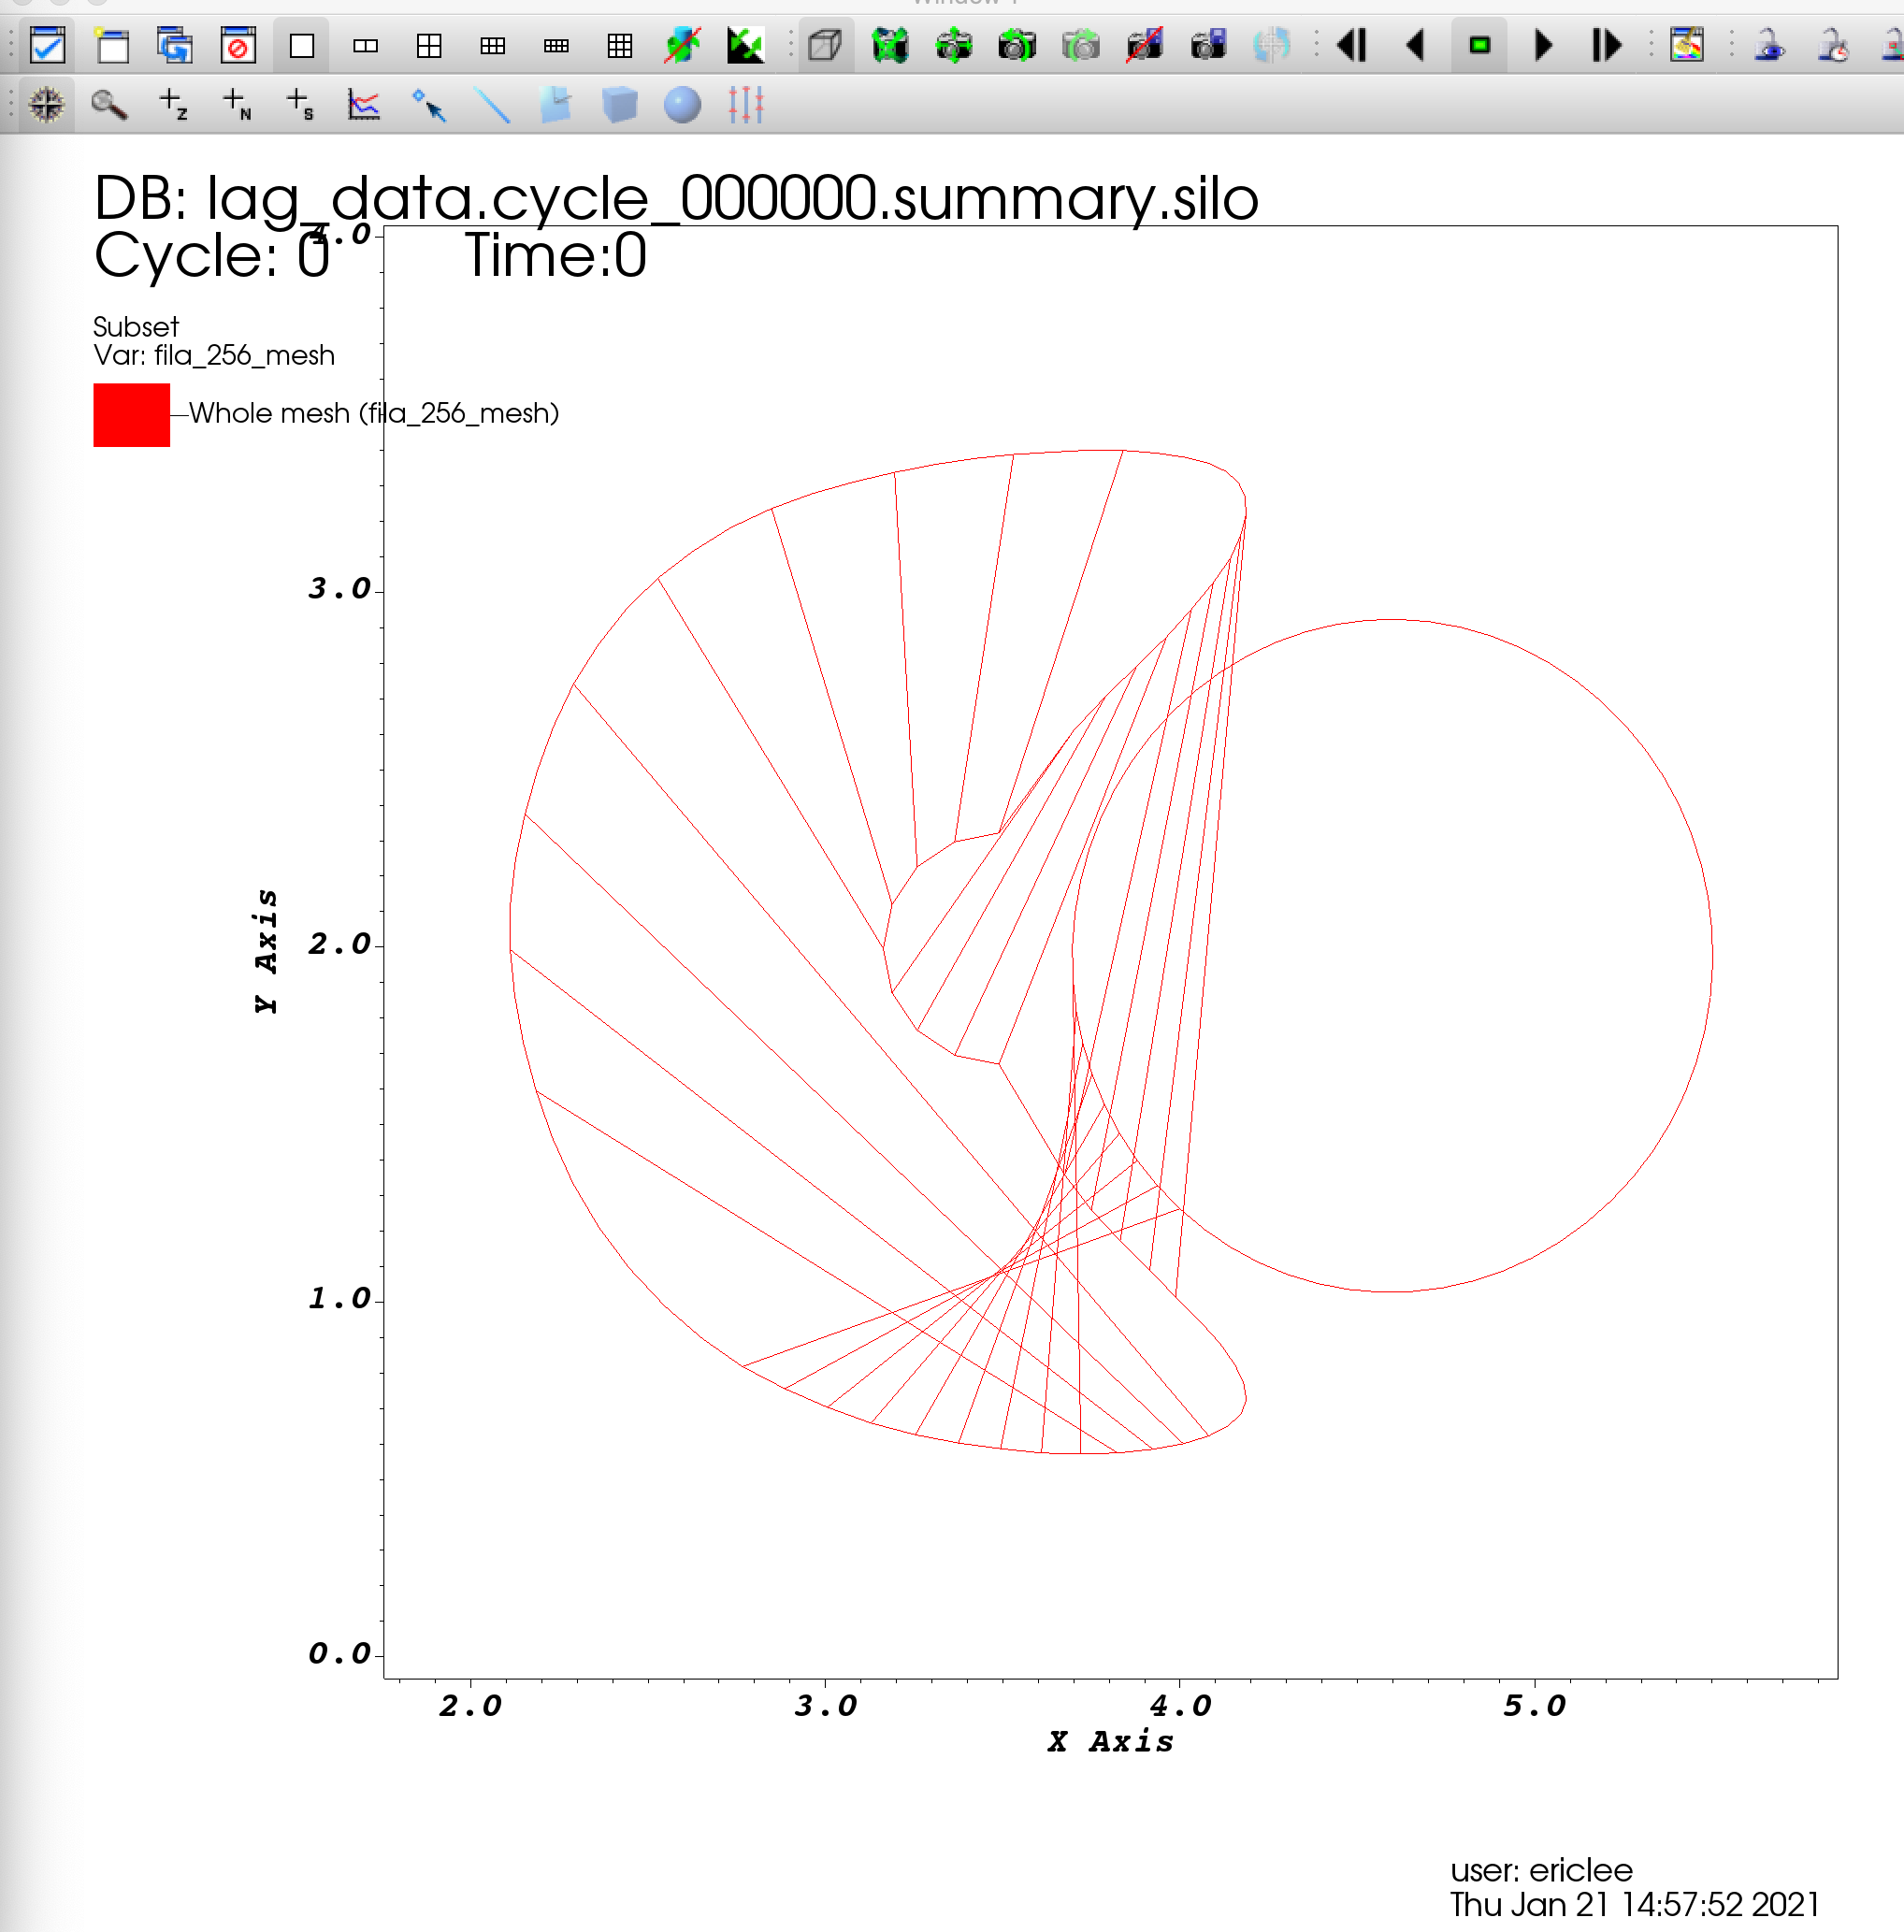 DB: lag_data.cycle_000000.summary.silo
Cycle: 0 Time:0
Subset
Var: fila_256_mesh
Whole mesh (fila_256_mesh)
4.0
3.0
2.0
1.0
0.0
Y Axis
2.0 3.0 4.0 5.0
X Axis
user: ericlee
Thu Jan 21 14:57:52 2021